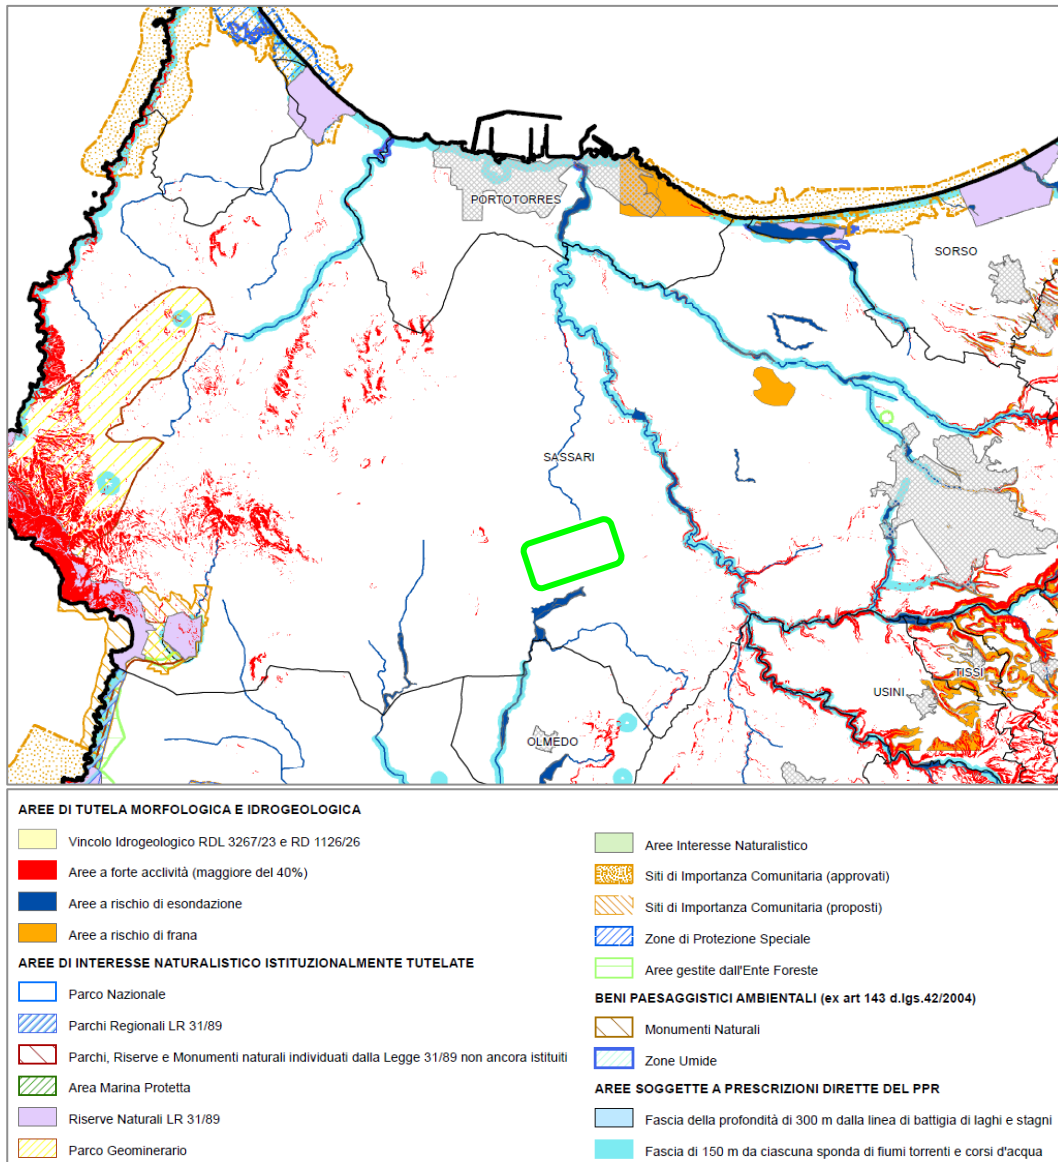 PORTOTORRES
SORSO
SASSARI
TISSI
USINI
OLMEDO
AREE DI TUTELA MORFOLOGICA E IDROGEOLOGICA
Vincolo Idrogeologico RDL 3267/23 e RD 1126/26
Aree a forte acclività (maggiore del 40%)
Aree a rischio di esondazione
Aree a rischio di frana
AREE DI INTERESSE NATURALISTICO ISTITUZIONALMENTE TUTELATE
Parco Nazionale
Parchi Regionali LR 31/89
Parchi, Riserve e Monumenti naturali individuati dalla Legge 31/89 non ancora istituiti
Area Marina Protetta
Riserve Naturali LR 31/89
Parco Geominerario
Aree Interesse Naturalistico
Siti di Importanza Comunitaria (approvati)
Siti di Importanza Comunitaria (proposti)
Zone di Protezione Speciale
Aree gestite dall'Ente Foreste
BENI PAESAGGISTICI AMBIENTALI (ex art 143 d.lgs.42/2004)
Monumenti Naturali
Zone Umide
AREE SOGGETTE A PRESCRIZIONI DIRETTE DEL PPR
Fascia della profondità di 300 m dalla linea di battigia di laghi e stagni
Fascia di 150 m da ciascuna sponda di fiumi torrenti e corsi d'acqua